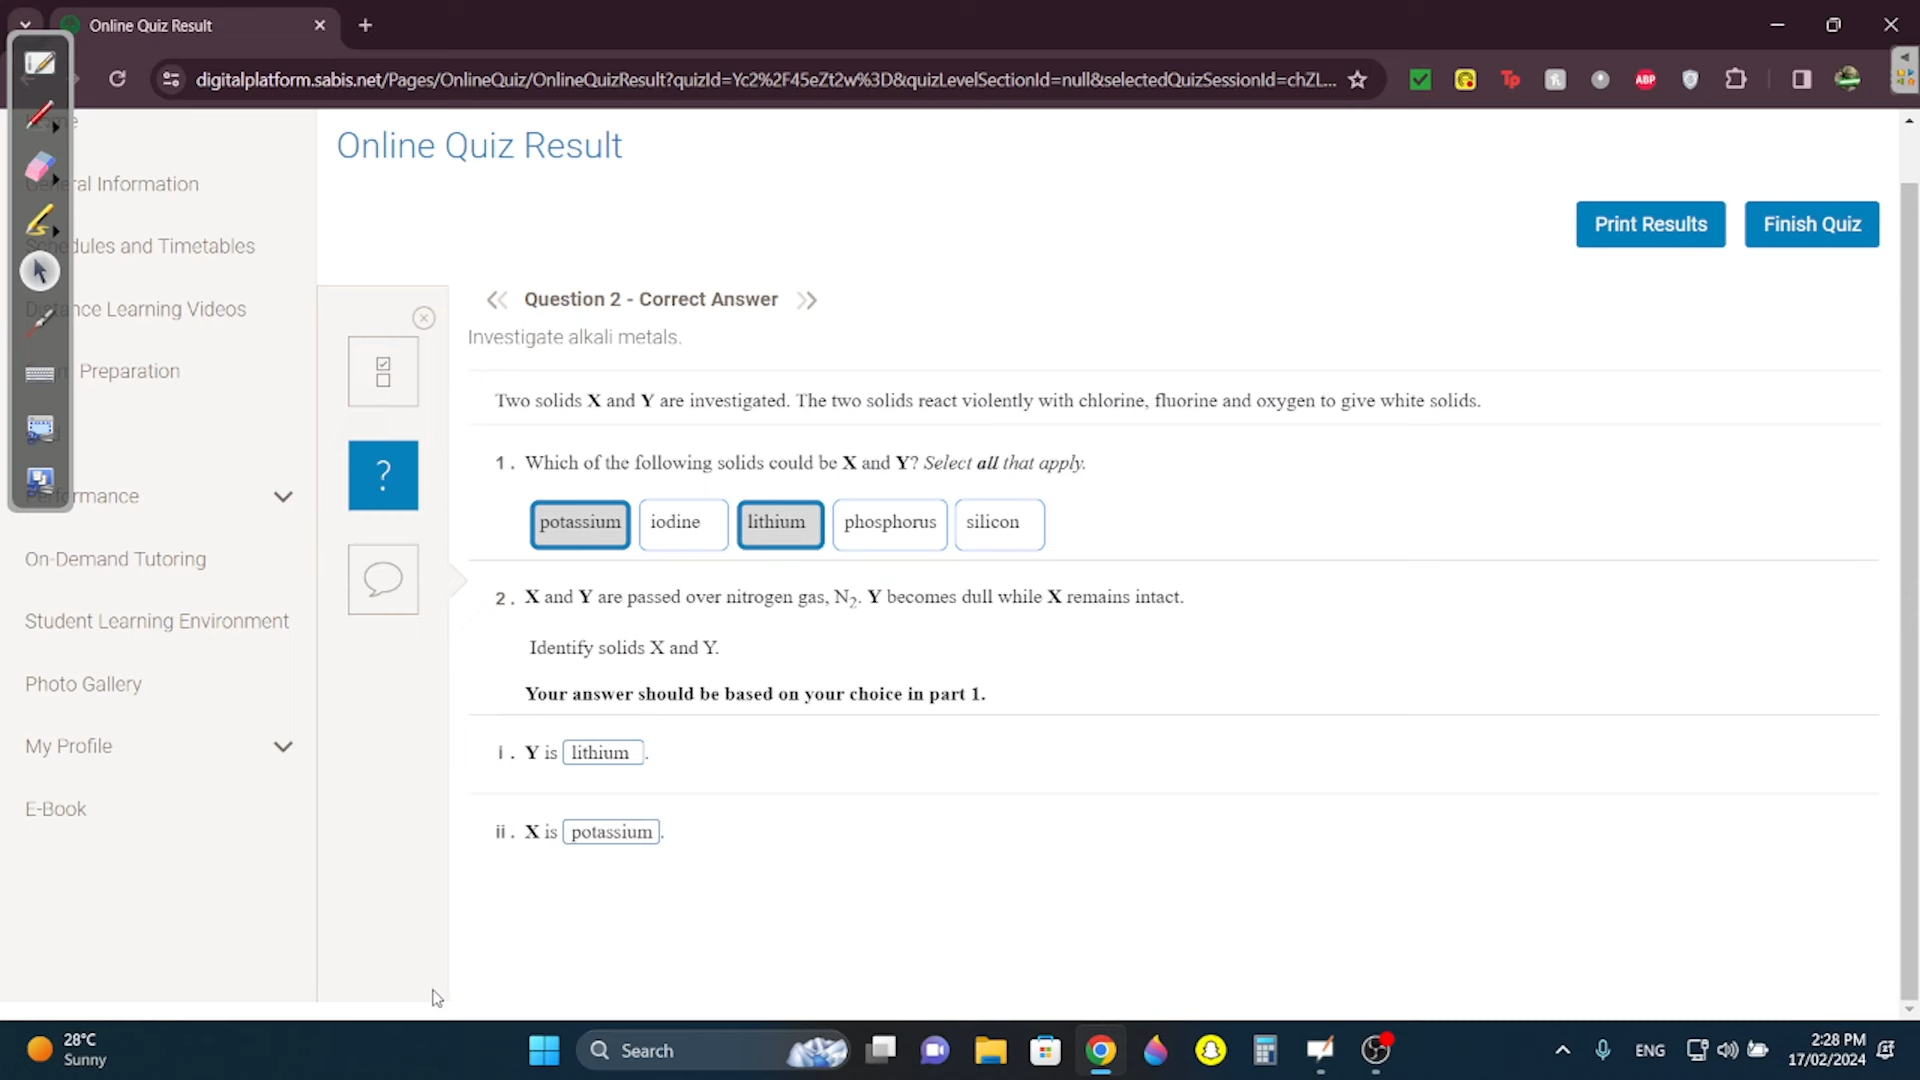 Online Quiz Result
digitalplatform.sabis.net/Pages/OnlineQuiz/OnlineQuizResult?quizId=Yc2%2F45eZt2w%3D&quizLevelSectionId=null&selectedQuizSessionId=chZL...
Tp
ABP
General Information
Schedules and Timetables
Distance Learning Videos
Preparation
Performance
On-Demand Tutoring
Student Learning Environment
Photo Gallery
My Profile
E-Book
Online Quiz Result
Print Results
Finish Quiz
Question 2 - Correct Answer
Investigate alkali metals.
Two solids X and Y are investigated. The two solids react violently with chlorine, fluorine and oxygen to give white solids.
1. Which of the following solids could be X and Y? Select all that apply.
potassium iodine lithium phosphorus silicon
2. X and Y are passed over nitrogen gas, N2. Y becomes dull while X remains intact.
Identify solids X and Y.
Your answer should be based on your choice in part 1.
i. Y is lithium.
ii. X is potassium.
?
28°C
Sunny
Search
ENG
2:28 PM
17/02/2024